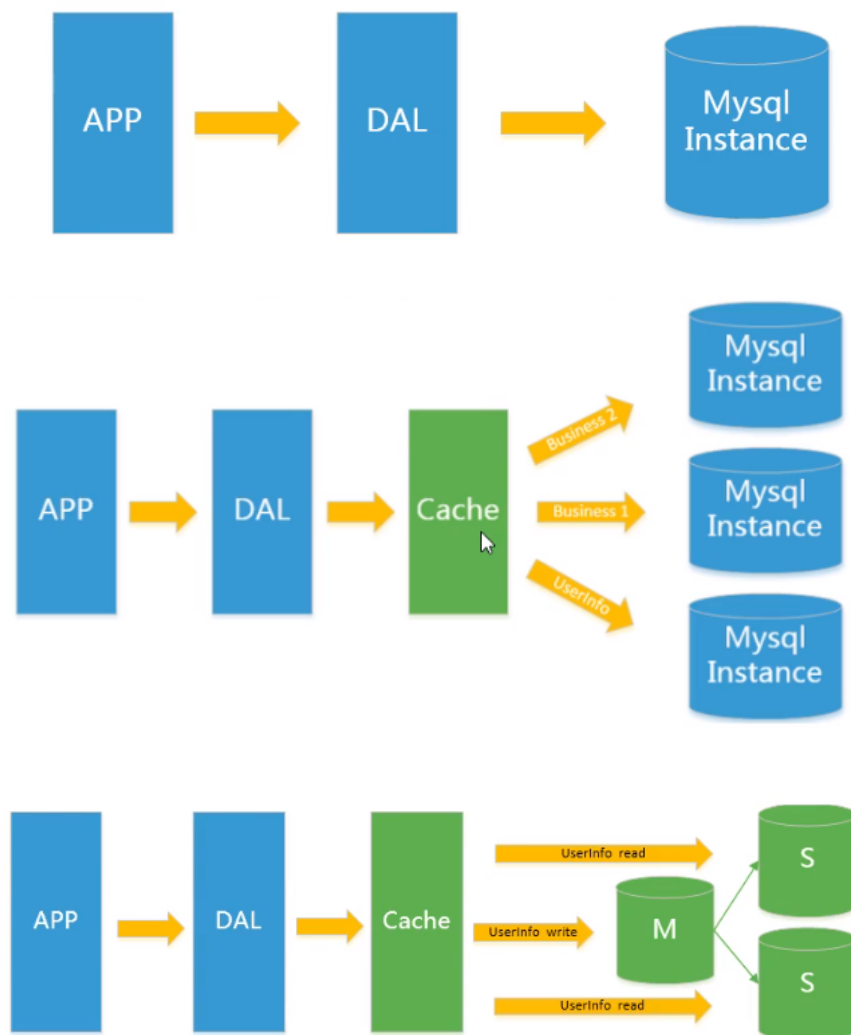 APP
DAL
Mysql
Instance
Mysql
Instance
Business 2
APP
DAL
Cache
Business 1
Mysql
Instance
UserInfo
Mysql
Instance
APP
DAL
Cache
UserInfo read
S
UserInfo write
M
UserInfo read
S